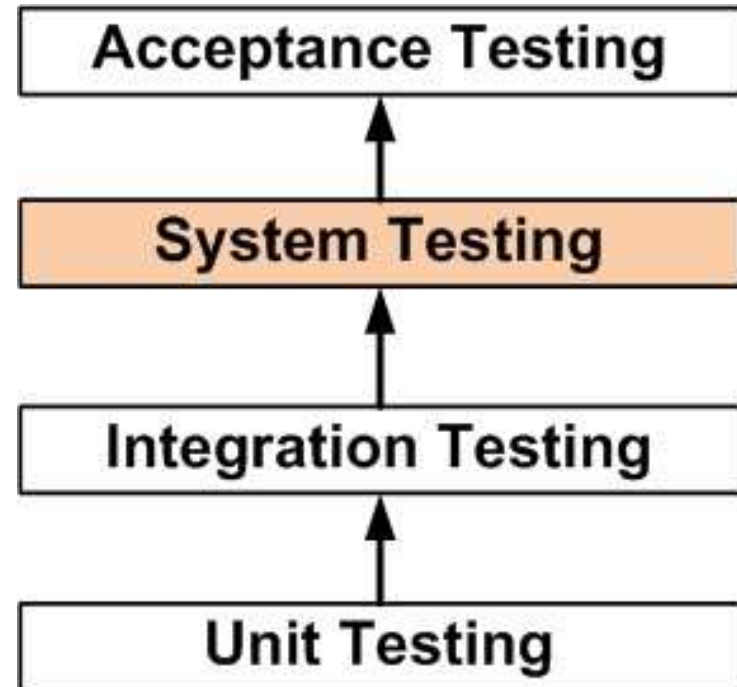 Acceptance Testing
System Testing
Integration Testing
Unit Testing